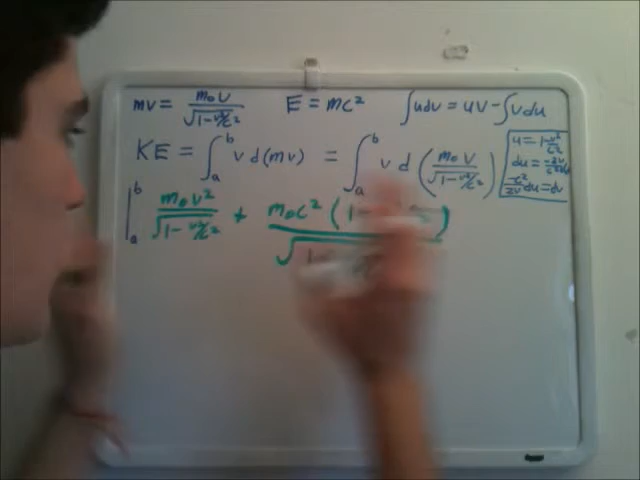 mv = m₀v / √(1-v²/c²) E = mc² ∫udv = uv - ∫vdu
KE = ∫ₐᵇ v d(mv) = ∫ₐᵇ v d(m₀v / √(1-v²/c²))
u = 1-v²/c²
du = -2v/c² dv
-c²/2v du = dv
|ₐᵇ m₀v² / √(1-v²/c²) + m₀c² (1- ) / √(1-